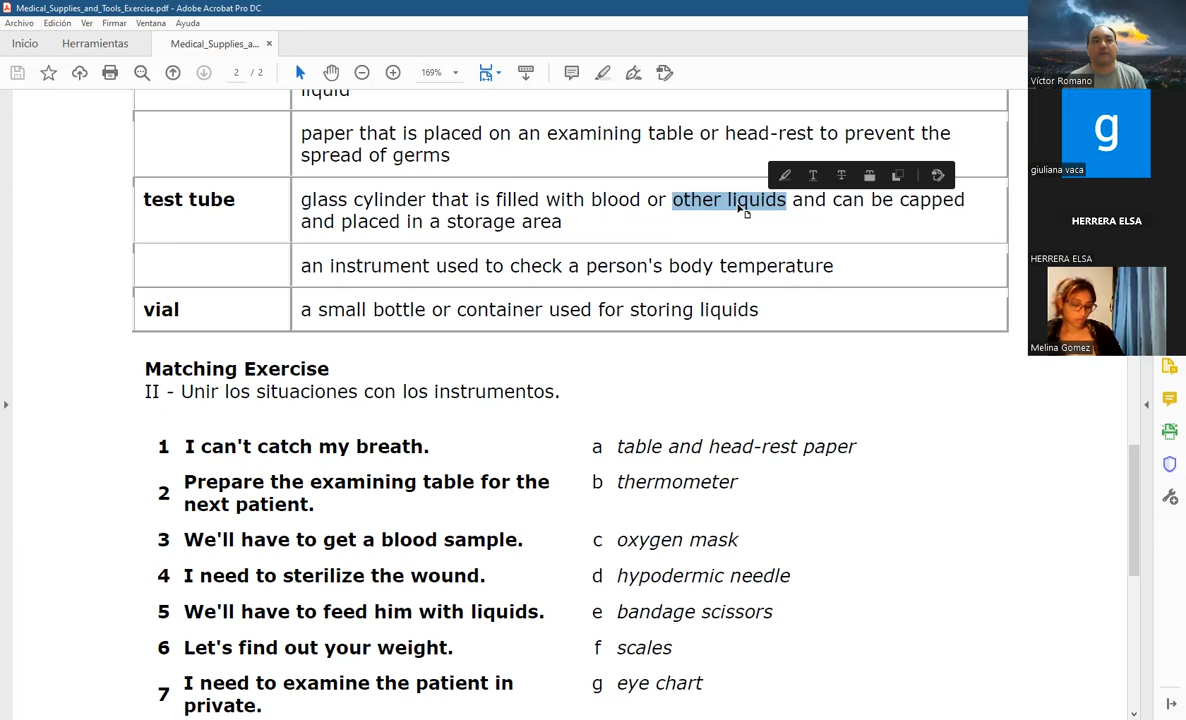 Medical_Supplies_and_Tools_Exercise.pdf - Adobe Acrobat Pro DC
Archivo Edición Ver Firmar Ventana Ayuda
Inicio Herramientas Medical_Supplies_a... ×
2 / 2 169%
liquid
paper that is placed on an examining table or head-rest to prevent the
spread of germs
test tube glass cylinder that is filled with blood or other liquids and can be capped
and placed in a storage area
an instrument used to check a person's body temperature
vial a small bottle or container used for storing liquids
Matching Exercise
II - Unir los situaciones con los instrumentos.
1 I can't catch my breath. a table and head-rest paper
2 Prepare the examining table for the b thermometer
next patient.
3 We'll have to get a blood sample. c oxygen mask
4 I need to sterilize the wound. d hypodermic needle
5 We'll have to feed him with liquids. e bandage scissors
6 Let's find out your weight. f scales
7 I need to examine the patient in g eye chart
private.
Víctor Romano
g
giuliana vaca
HERRERA ELSA
HERRERA ELSA
Melina Gomez